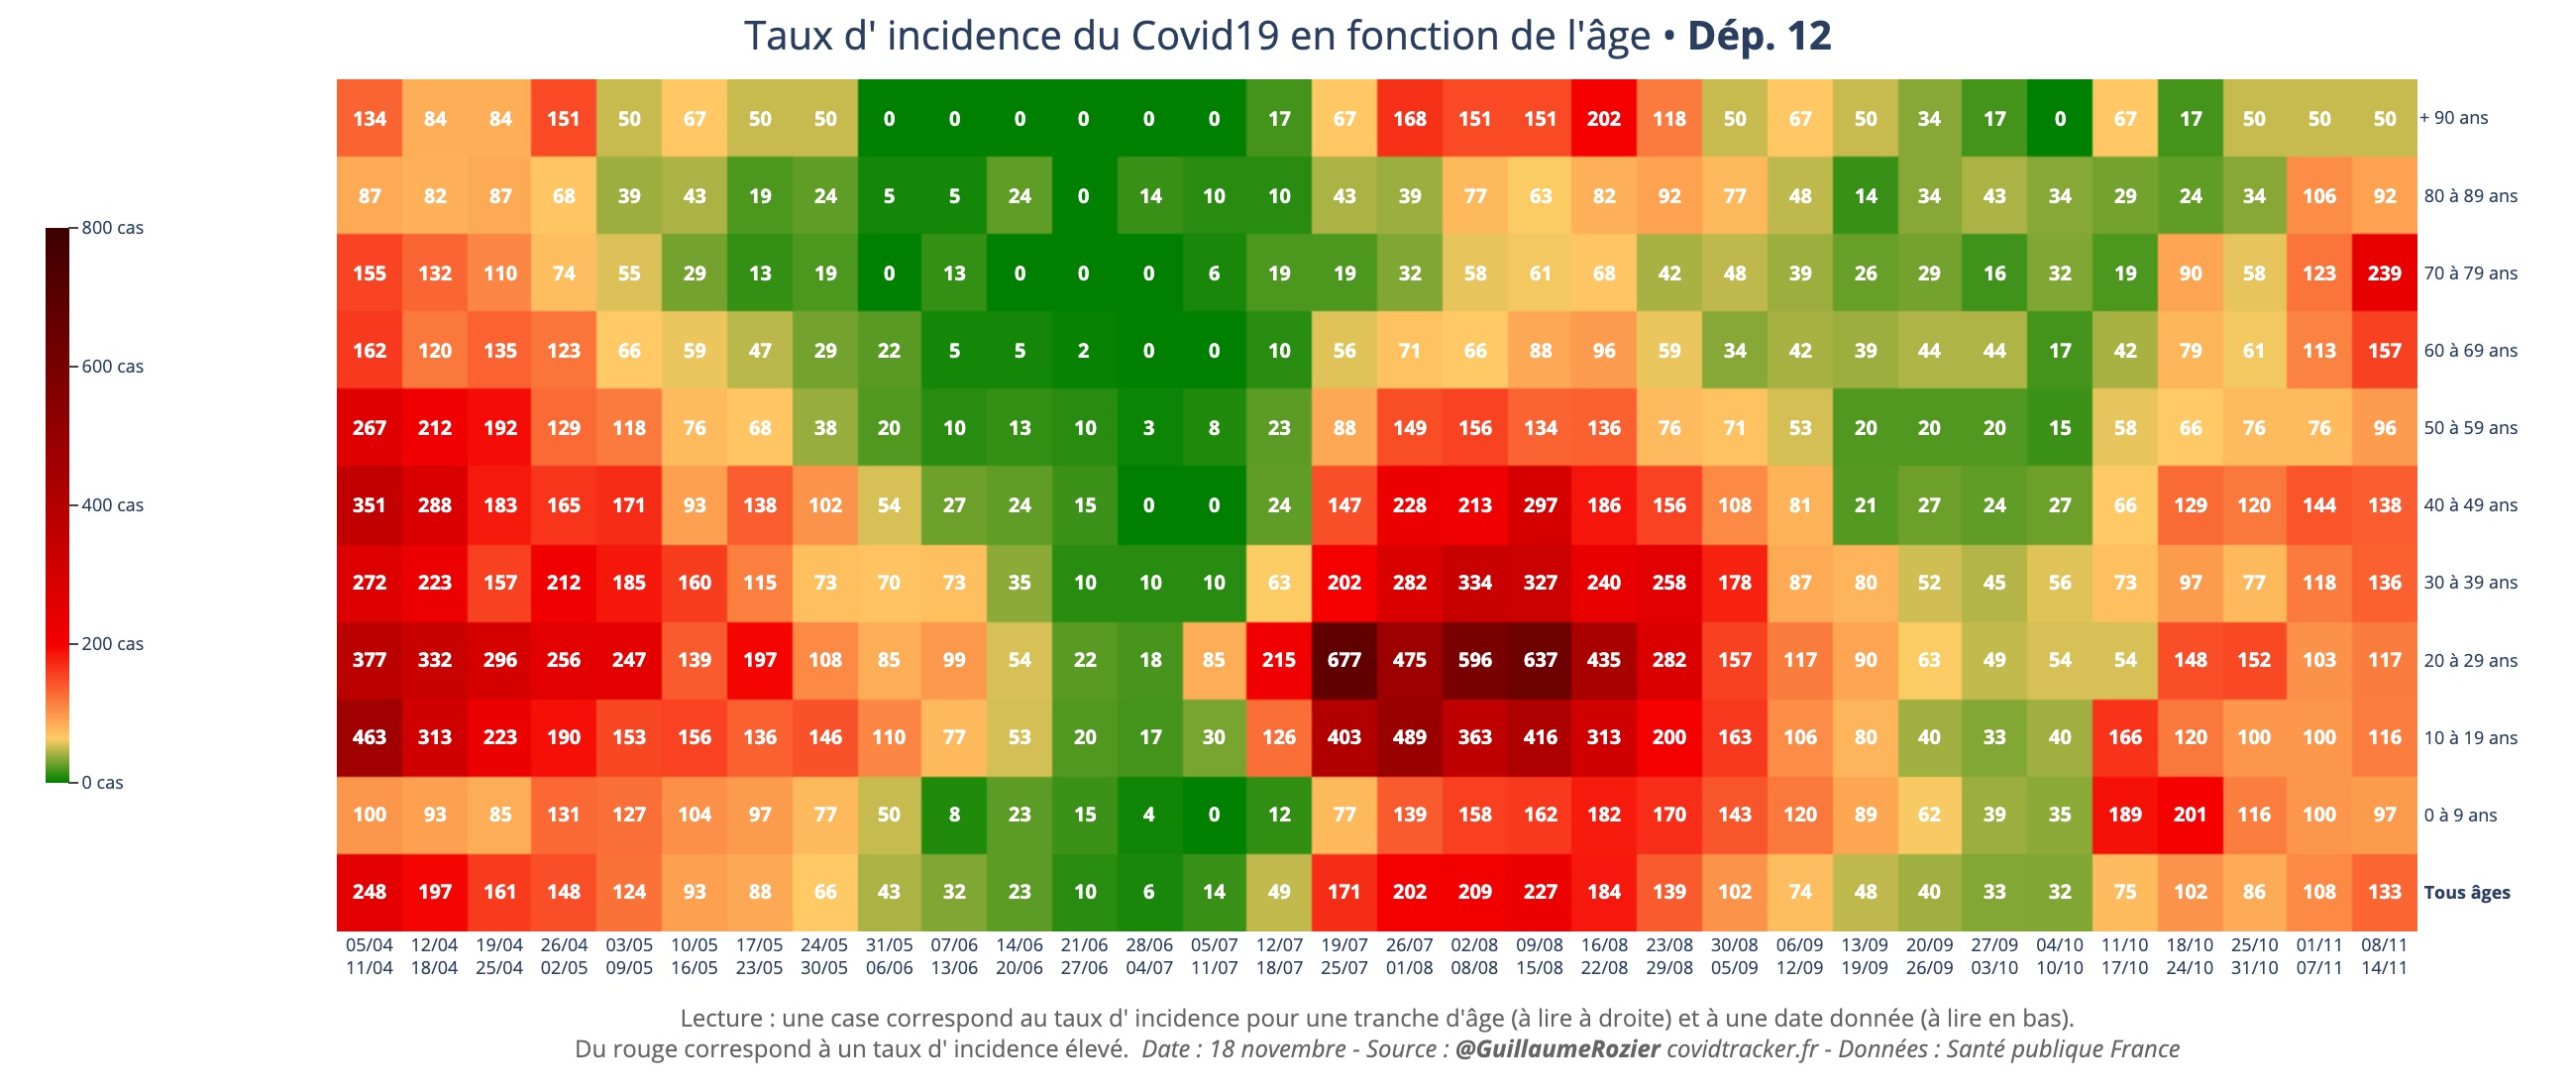 Taux d' incidence du Covid19 en fonction de l'âge • Dép. 12
800 cas
600 cas
400 cas
200 cas
0 cas
134 84 84 151 50 67 50 50 0 0 0 0 0 0 17 67 168 151 151 202 118 50 67 50 34 17 0 67 17 50 50 50 + 90 ans
87 82 87 68 39 43 19 24 5 5 24 0 14 10 10 43 39 77 63 82 92 77 48 14 34 43 34 29 24 34 106 92 80 à 89 ans
155 132 110 74 55 29 13 19 0 13 0 0 0 6 19 19 32 58 61 68 42 48 39 26 29 16 32 19 90 58 123 239 70 à 79 ans
162 120 135 123 66 59 47 29 22 5 5 2 0 0 10 56 71 66 88 96 59 34 42 39 44 44 17 42 79 61 113 157 60 à 69 ans
267 212 192 129 118 76 68 38 20 10 13 10 3 8 23 88 149 156 134 136 76 71 53 20 20 20 15 58 66 76 76 96 50 à 59 ans
351 288 183 165 171 93 138 102 54 27 24 15 0 0 24 147 228 213 297 186 156 108 81 21 27 24 27 66 129 120 144 138 40 à 49 ans
272 223 157 212 185 160 115 73 70 73 35 10 10 10 63 202 282 334 327 240 258 178 87 80 52 45 56 73 97 77 118 136 30 à 39 ans
377 332 296 256 247 139 197 108 85 99 54 22 18 85 215 677 475 596 637 435 282 157 117 90 63 49 54 54 148 152 103 117 20 à 29 ans
463 313 223 190 153 156 136 146 110 77 53 20 17 30 126 403 489 363 416 313 200 163 106 80 40 33 40 166 120 100 100 116 10 à 19 ans
100 93 85 131 127 104 97 77 50 8 23 15 4 0 12 77 139 158 162 182 170 143 120 89 62 39 35 189 201 116 100 97 0 à 9 ans
248 197 161 148 124 93 88 66 43 32 23 10 6 14 49 171 202 209 227 184 139 102 74 48 40 33 32 75 102 86 108 133 Tous âges
05/04 12/04 19/04 26/04 03/05 10/05 17/05 24/05 31/05 07/06 14/06 21/06 28/06 05/07 12/07 19/07 26/07 02/08 09/08 16/08 23/08 30/08 06/09 13/09 20/09 27/09 04/10 11/10 18/10 25/10 01/11 08/11
11/04 18/04 25/04 02/05 09/05 16/05 23/05 30/05 06/06 13/06 20/06 27/06 04/07 11/07 18/07 25/07 01/08 08/08 15/08 22/08 29/08 05/09 12/09 19/09 26/09 03/10 10/10 17/10 24/10 31/10 07/11 14/11
Lecture : une case correspond au taux d' incidence pour une tranche d'âge (à lire à droite) et à une date donnée (à lire en bas).
Du rouge correspond à un taux d' incidence élevé. Date : 18 novembre - Source : @GuillaumeRozier covidtracker.fr - Données : Santé publique France